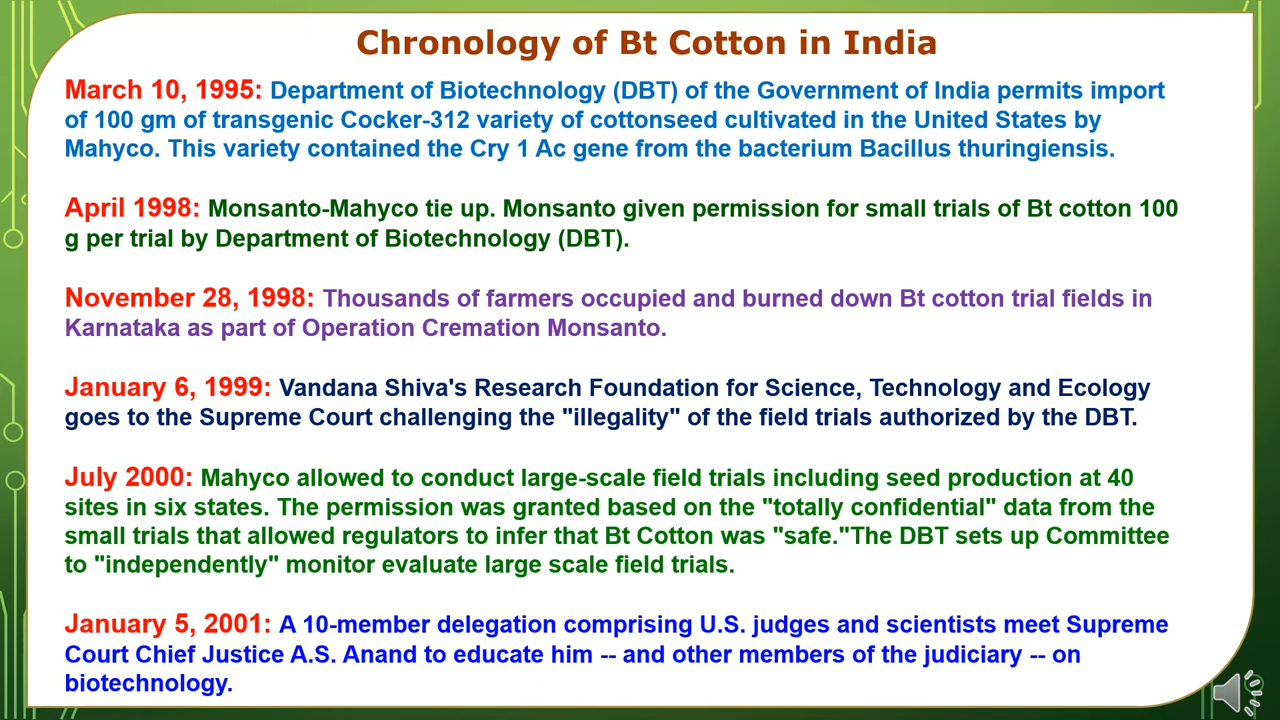 Chronology of Bt Cotton in India
March 10, 1995: Department of Biotechnology (DBT) of the Government of India permits import
of 100 gm of transgenic Cocker-312 variety of cottonseed cultivated in the United States by
Mahyco. This variety contained the Cry 1 Ac gene from the bacterium Bacillus thuringiensis.
April 1998: Monsanto-Mahyco tie up. Monsanto given permission for small trials of Bt cotton 100
g per trial by Department of Biotechnology (DBT).
November 28, 1998: Thousands of farmers occupied and burned down Bt cotton trial fields in
Karnataka as part of Operation Cremation Monsanto.
January 6, 1999: Vandana Shiva's Research Foundation for Science, Technology and Ecology
goes to the Supreme Court challenging the "illegality" of the field trials authorized by the DBT.
July 2000: Mahyco allowed to conduct large-scale field trials including seed production at 40
sites in six states. The permission was granted based on the "totally confidential" data from the
small trials that allowed regulators to infer that Bt Cotton was "safe."The DBT sets up Committee
to "independently" monitor evaluate large scale field trials.
January 5, 2001: A 10-member delegation comprising U.S. judges and scientists meet Supreme
Court Chief Justice A.S. Anand to educate him -- and other members of the judiciary -- on
biotechnology.